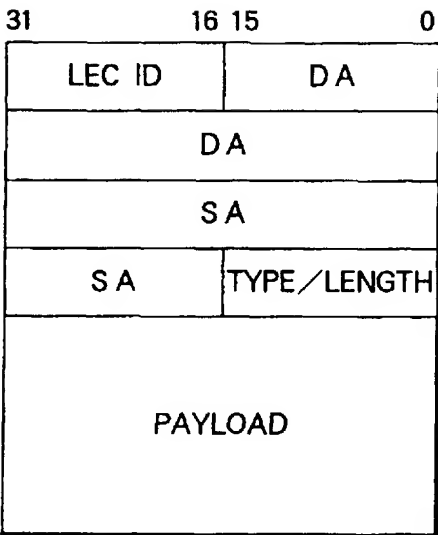 31 16 15 0
LEC ID DA
DA
SA
SA TYPE/LENGTH
PAYLOAD